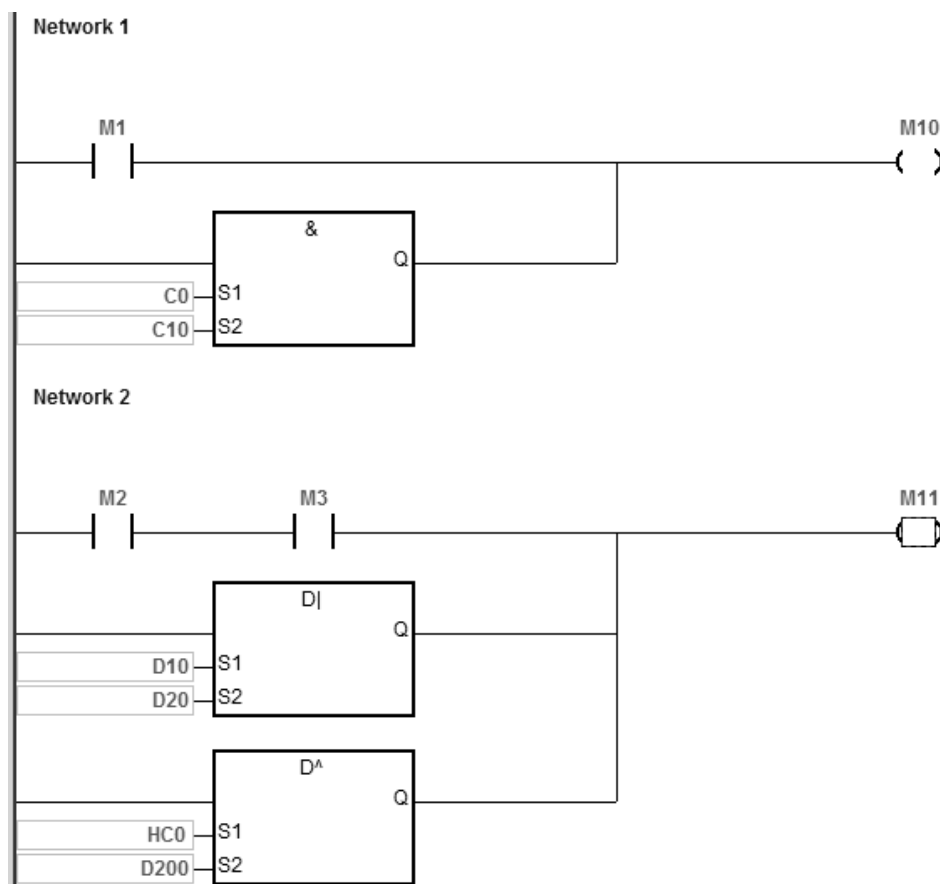 Network 1
M1 M10
&
Q
C0 S1
C10 S2
Network 2
M2 M3 M11
D|
Q
D10 S1
D20 S2
D^
Q
HC0 S1
D200 S2